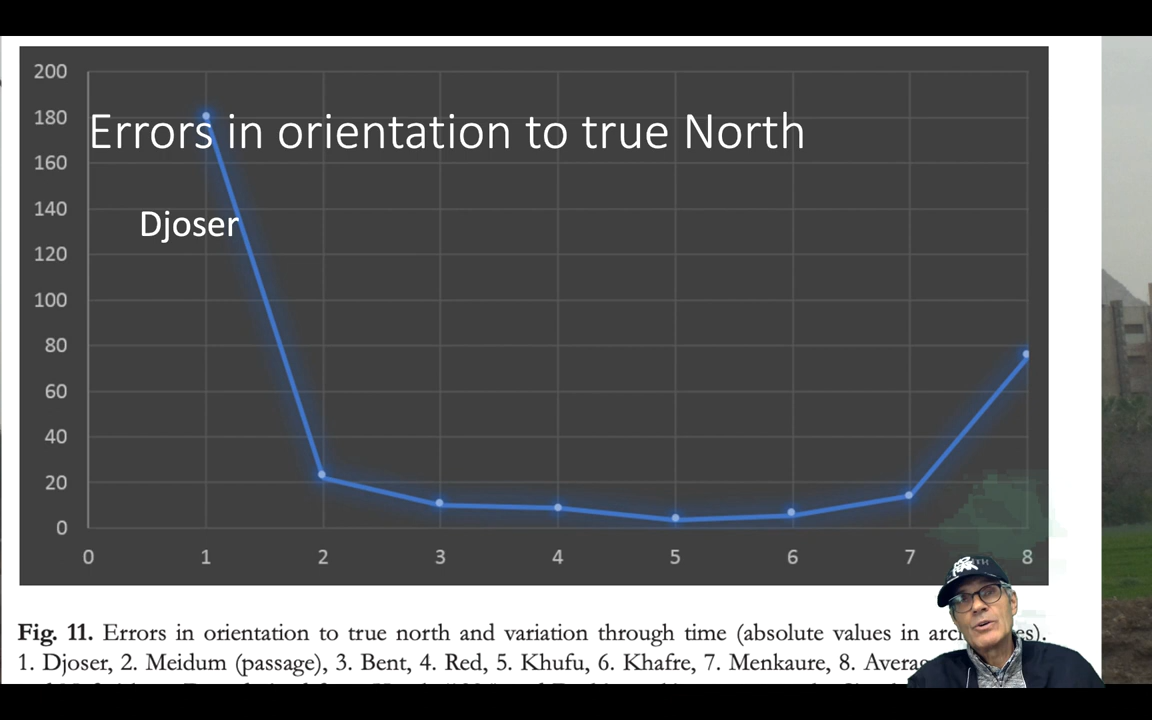 200
180
160
140
120
100
80
60
40
20
0
Errors in orientation to true North
Djoser
0 1 2 3 4 5 6 7 8
Fig. 11. Errors in orientation to true north and variation through time (absolute values in arc
1. Djoser, 2. Meidum (passage), 3. Bent, 4. Red, 5. Khufu, 6. Khafre, 7. Menkaure, 8.